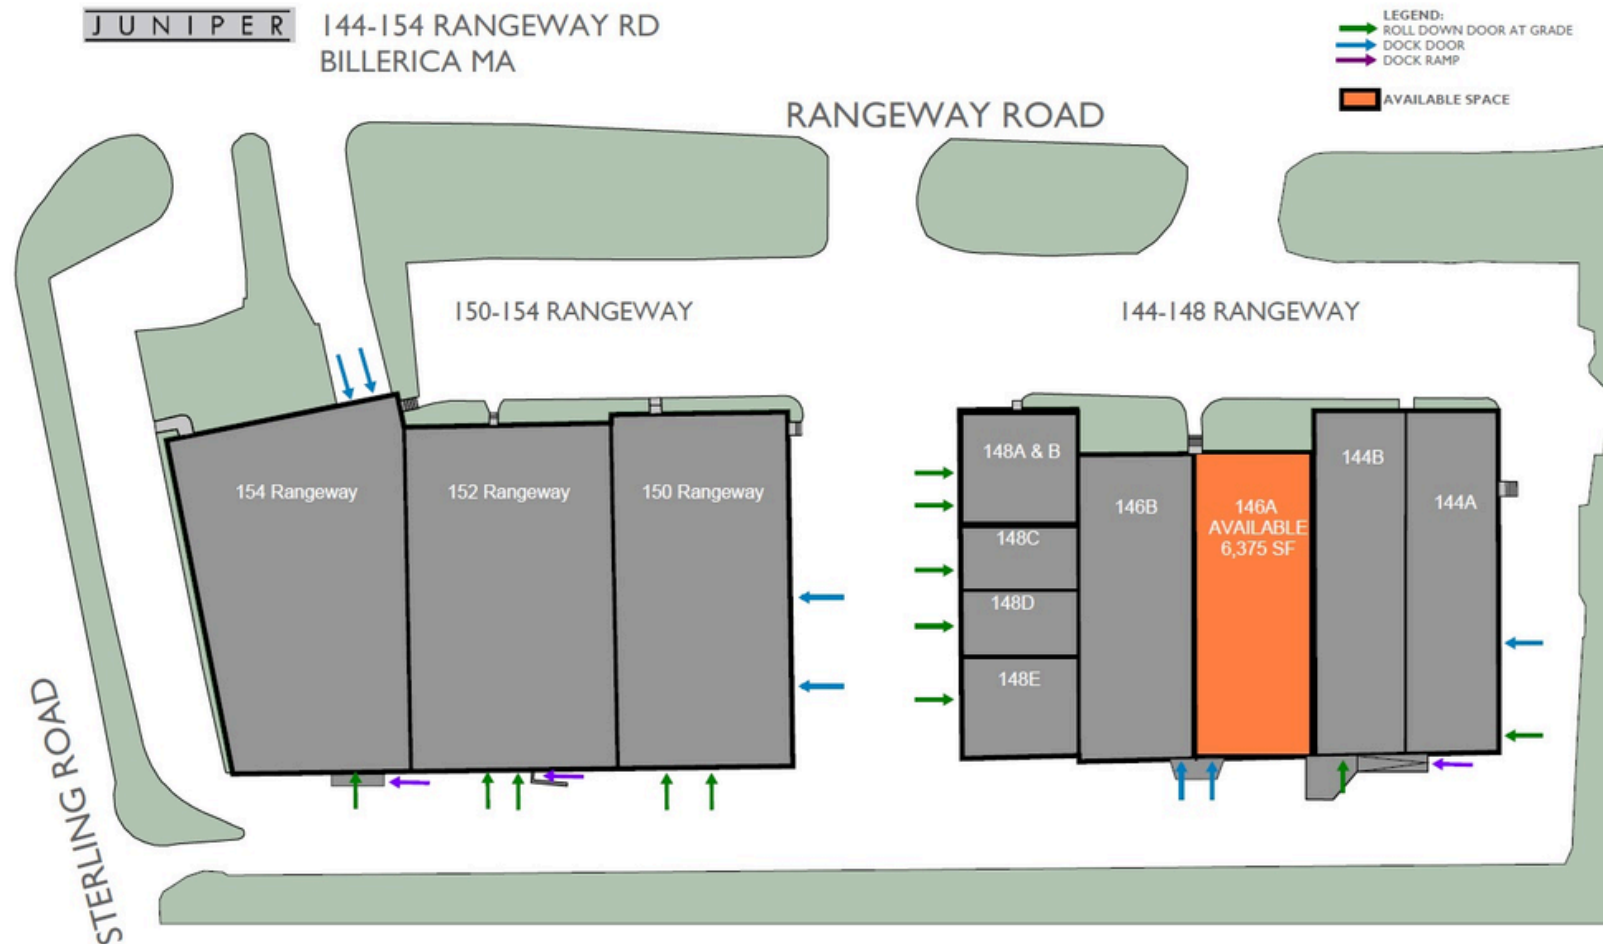 JUNIPER
144-154 RANGEWAY RD
BILLERICA MA
LEGEND:
ROLL DOWN DOOR AT GRADE
DOCK DOOR
DOCK RAMP
AVAILABLE SPACE
RANGEWAY ROAD
150-154 RANGEWAY
144-148 RANGEWAY
154 Rangeway
152 Rangeway
150 Rangeway
148A & B
148C
148D
148E
146B
146A
AVAILABLE
6,375 SF
144B
144A
STERLING ROAD